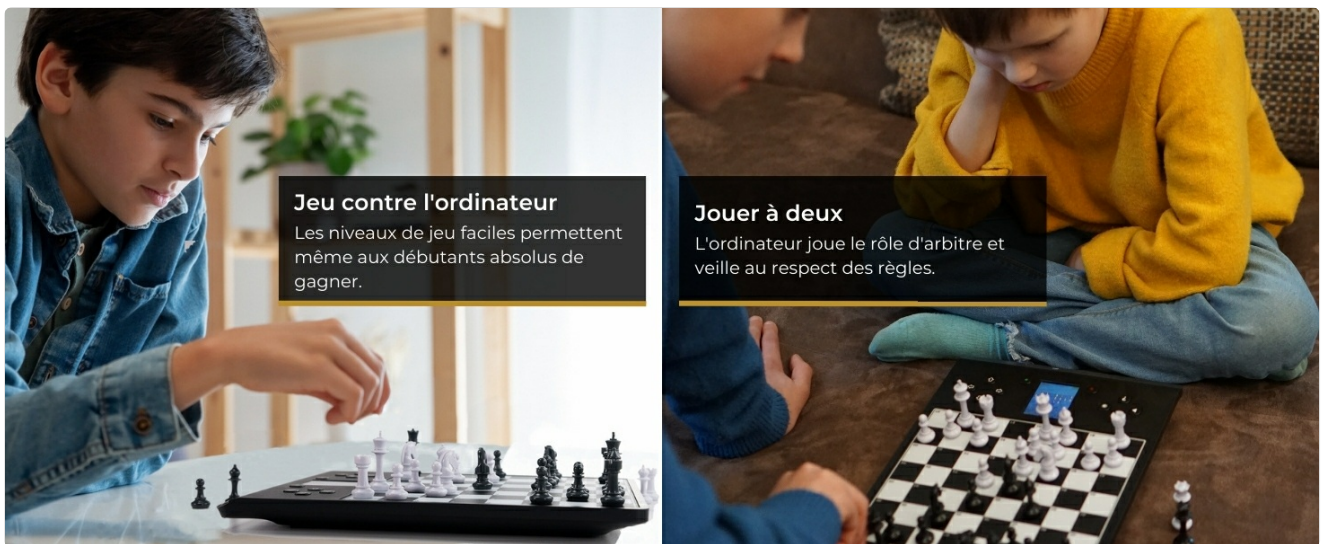 Jeu contre l'ordinateur
Les niveaux de jeu faciles permettent
même aux débutants absolus de
gagner.
Jouer à deux
L'ordinateur joue le rôle d'arbitre et
veille au respect des règles.